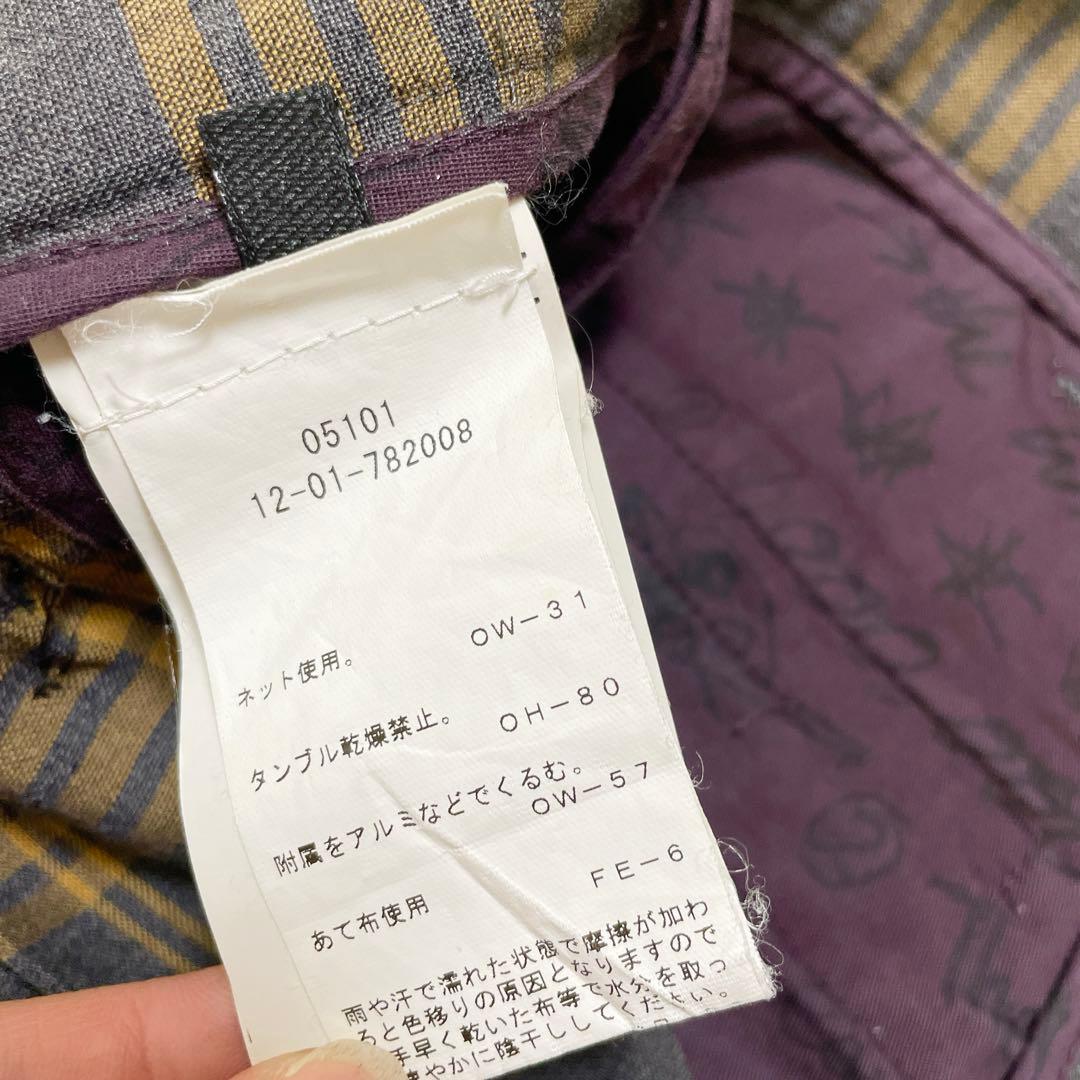 05101
12-01-782008
OW-31
ネット使用。
OH-80
タンブル乾燥禁止。
附属をアルミなどでくるむ。
OW-57
FE-6
あて布使用
雨や汗で濡れた状態で摩擦が加わ
ると色移りの原因となりますので
手早く乾いた布等で水分を取っ
やかに陰干ししてください。